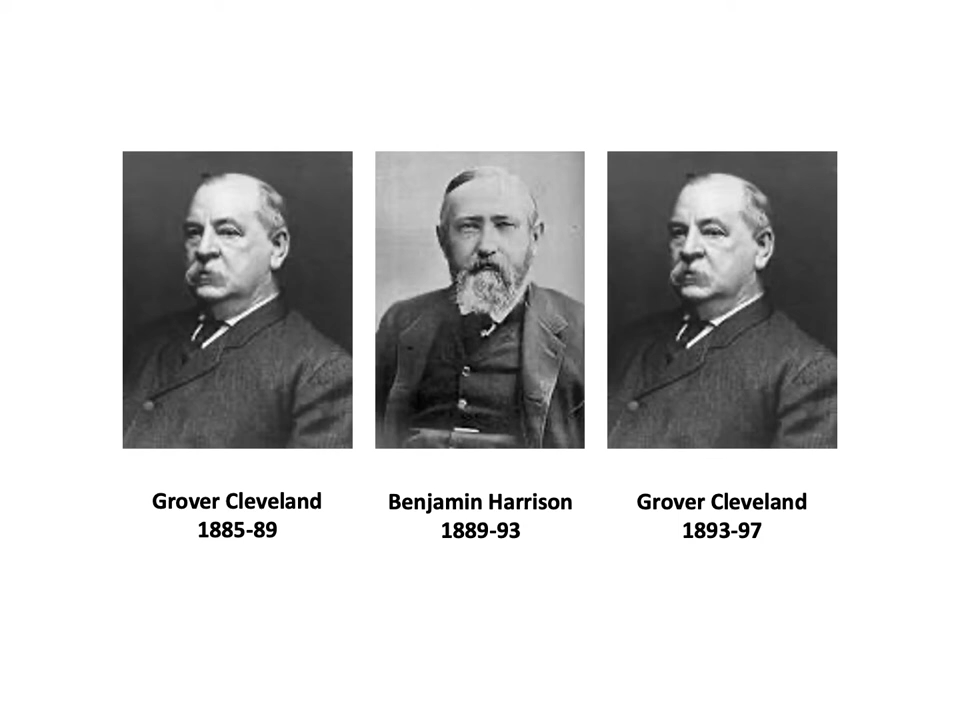 Grover Cleveland
1885-89
Benjamin Harrison
1889-93
Grover Cleveland
1893-97